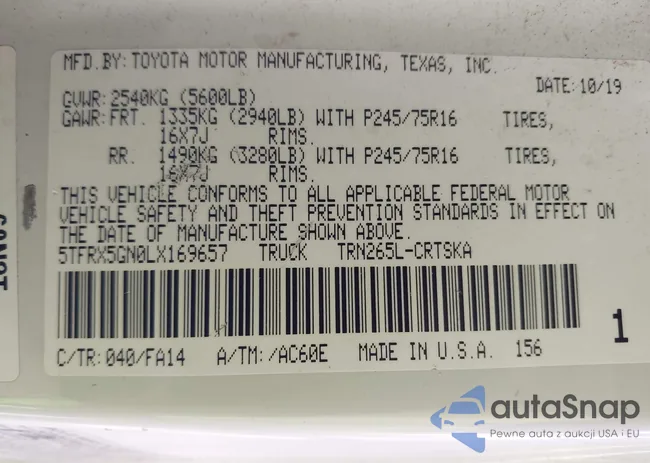 MFD.BY:TOYOTA MOTOR MANUFACTURING, TEXAS, INC.
DATE:10/19
GVWR:2540KG (5600LB)
GAWR:FRT. 1335KG (2940LB) WITH P245/75R16 TIRES,
16X7J RIMS.
RR. 1490KG (3280LB) WITH P245/75R16 TIRES,
16X7J RIMS.
THIS VEHICLE CONFORMS TO ALL APPLICABLE FEDERAL MOTOR
VEHICLE SAFETY AND THEFT PREVENTION STANDARDS IN EFFECT ON
THE DATE OF MANUFACTURE SHOWN ABOVE.
5TFRX5GN0LX169657 TRUCK TRN265L-CRTSKA
1
C/TR:040/FA14 A/TM:/AC60E MADE IN U.S.A. 156
autaSnap
Pewne auta z aukcji USA i EU